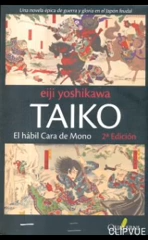 Una novela épica de guerra y gloria en el Japón feudal
eiji yoshikawa
TAIKO
El hábil Cara de Mono 2ª Edición
OLIPVUE